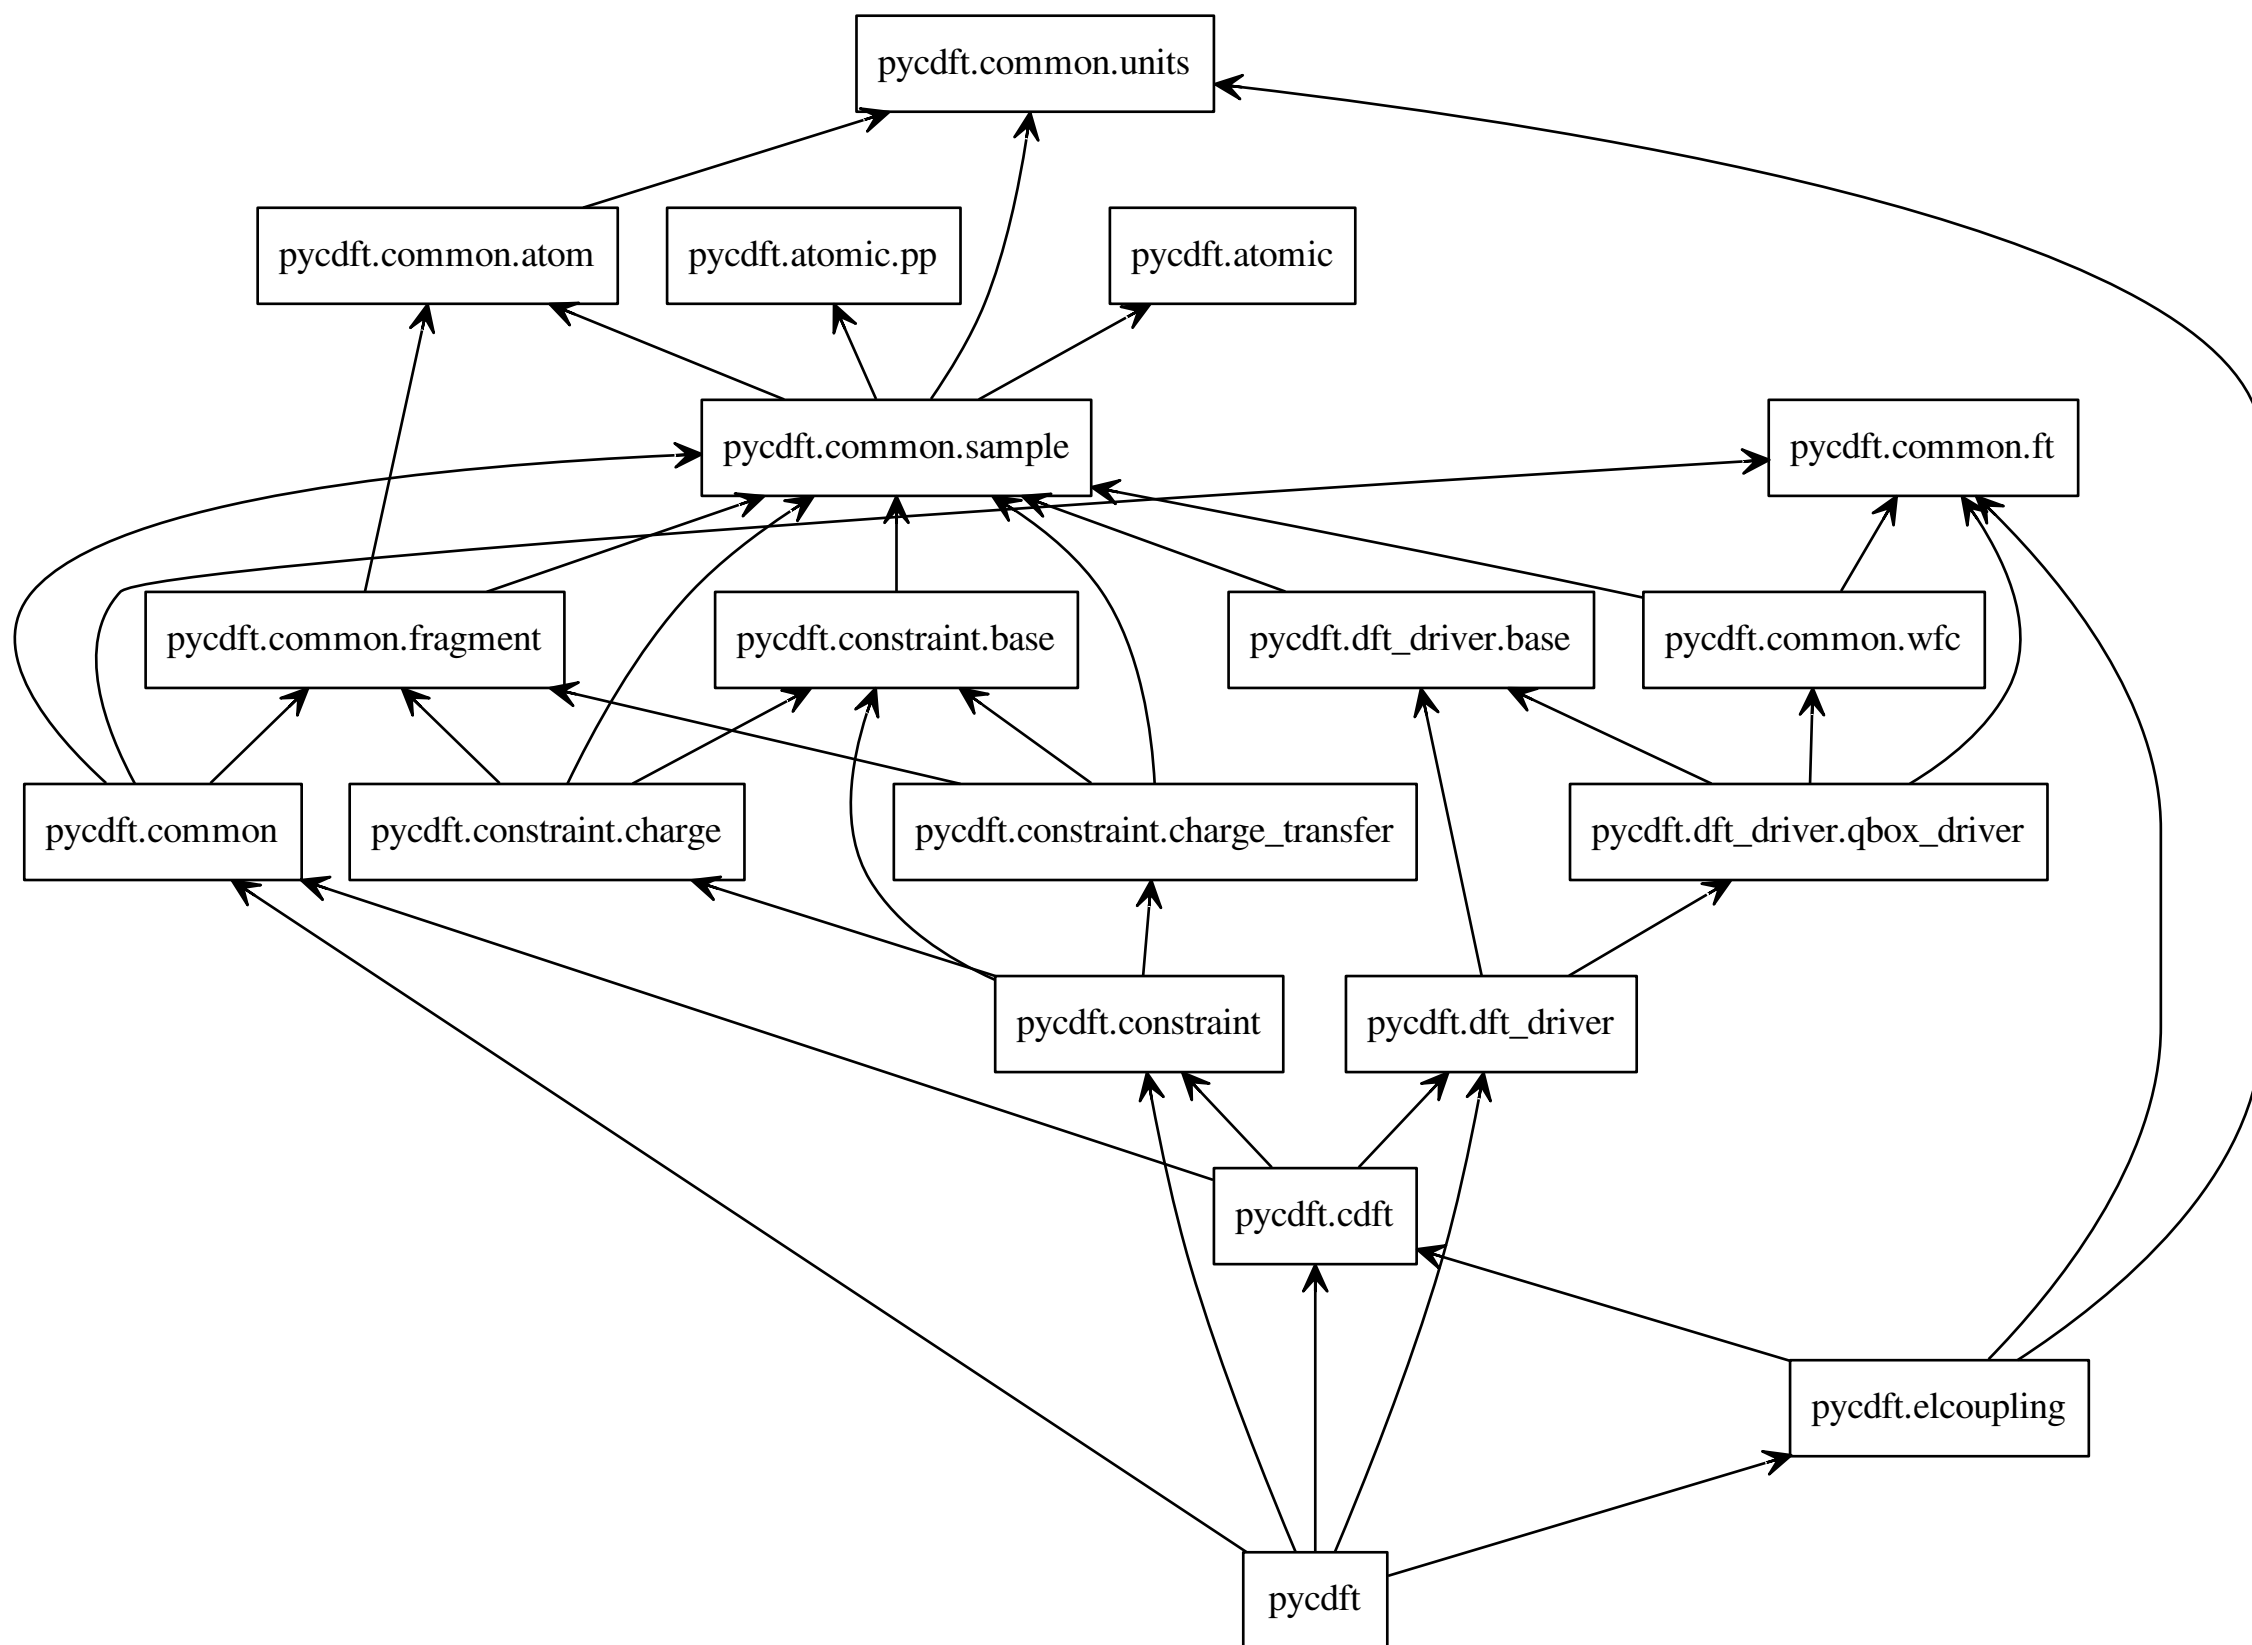 pycdft.common.units
pycdft.common.atom
pycdft.atomic.pp
pycdft.atomic
pycdft.common.sample
pycdft.common.ft
pycdft.common.fragment
pycdft.constraint.base
pycdft.dft_driver.base
pycdft.common.wfc
pycdft.common
pycdft.constraint.charge
pycdft.constraint.charge_transfer
pycdft.dft_driver.qbox_driver
pycdft.constraint
pycdft.dft_driver
pycdft.cdft
pycdft.elcoupling
pycdft